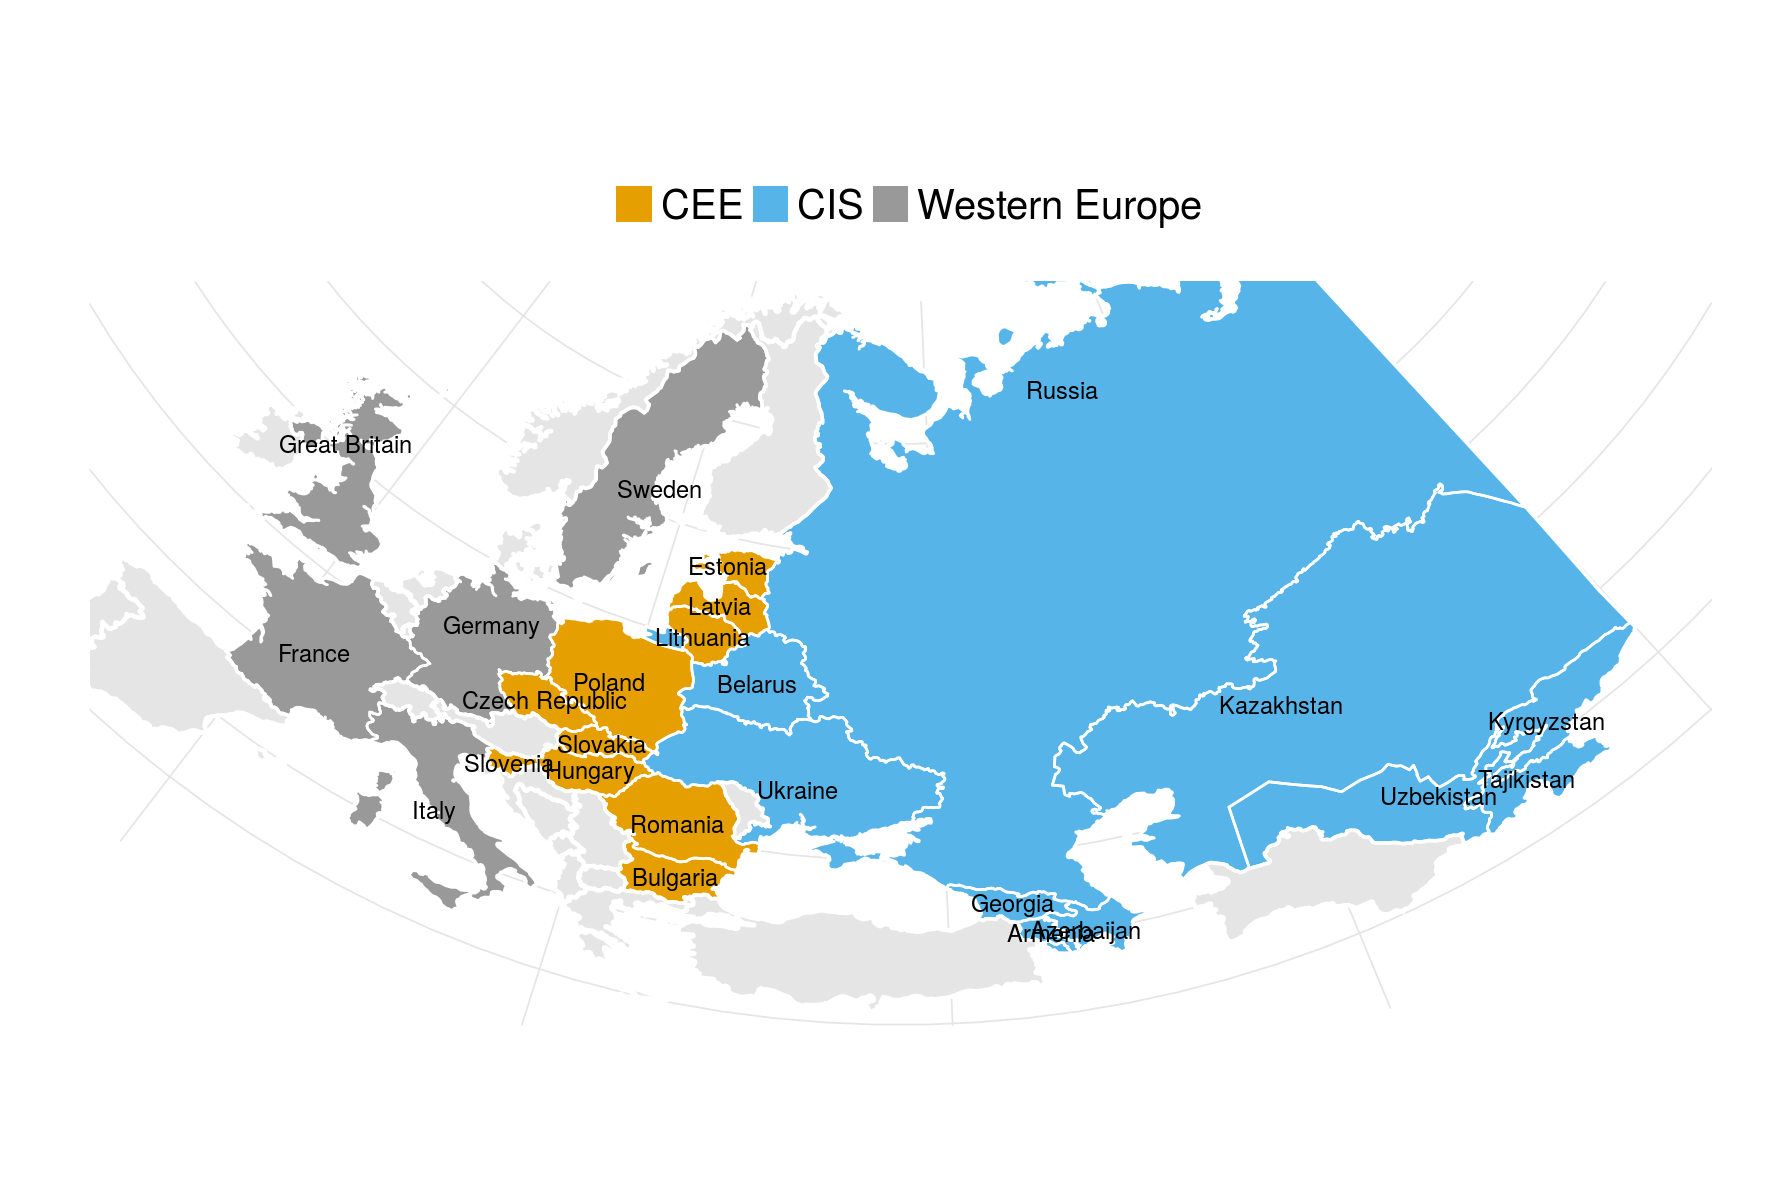 CEE CIS Western Europe
Russia
Great Britain
Sweden
Estonia
Latvia
Germany
Lithuania
France
Poland
Belarus
Czech Republic
Kazakhstan
Kyrgyzstan
Slovakia
Slovenia
Hungary
Tajikistan
Ukraine
Uzbekistan
Italy
Romania
Bulgaria
Georgia
Azerbaijan
Armenia